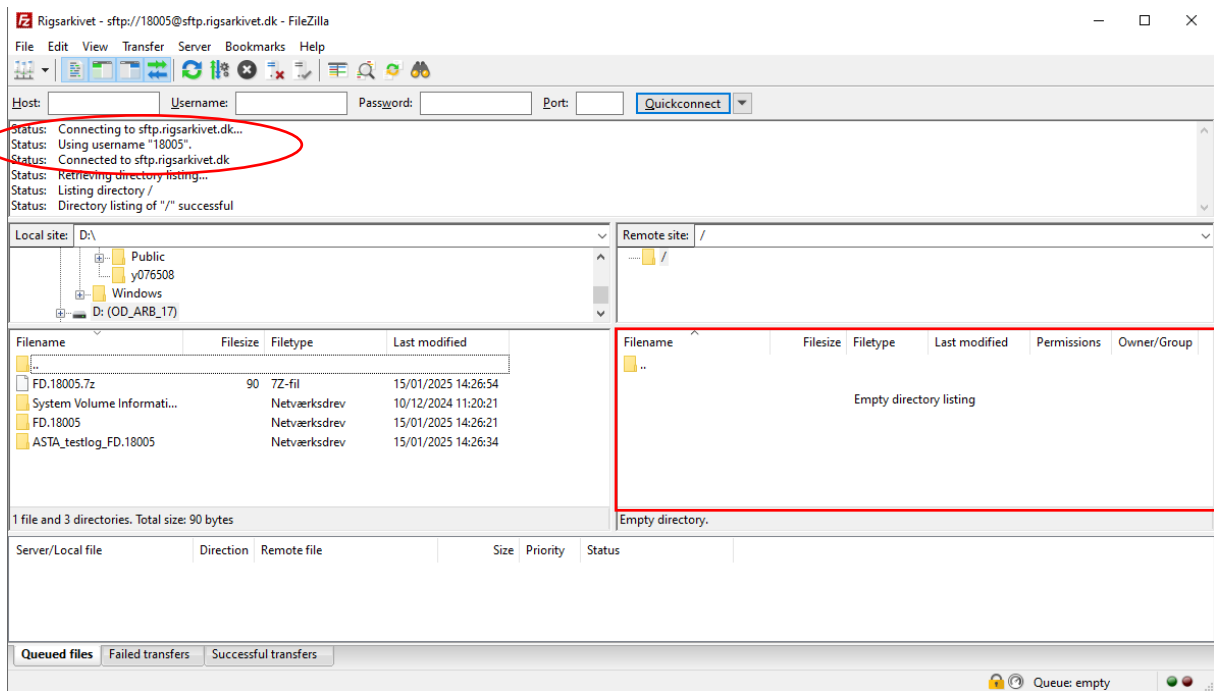 Rigsarkivet - sftp://18005@sftp.rigsarkivet.dk - FileZilla
File Edit View Transfer Server Bookmarks Help
Host: Username: Password: Port: Quickconnect
Status: Connecting to sftp.rigsarkivet.dk...
Status: Using username "18005".
Status: Connected to sftp.rigsarkivet.dk
Status: Retrieving directory listing...
Status: Listing directory /
Status: Directory listing of "/" successful
Local site: D:\
Public
y076508
Windows
D: (OD_ARB_17)
Remote site: /
/
Filename Filesize Filetype Last modified
..
FD.18005.7z 90 7Z-fil 15/01/2025 14:26:54
System Volume Informati... Netværksdrev 10/12/2024 11:20:21
FD.18005 Netværksdrev 15/01/2025 14:26:21
ASTA_testlog_FD.18005 Netværksdrev 15/01/2025 14:26:34
1 file and 3 directories. Total size: 90 bytes
Filename Filesize Filetype Last modified Permissions Owner/Group
..
Empty directory listing
Empty directory.
Server/Local file Direction Remote file Size Priority Status
Queued files Failed transfers Successful transfers
Queue: empty